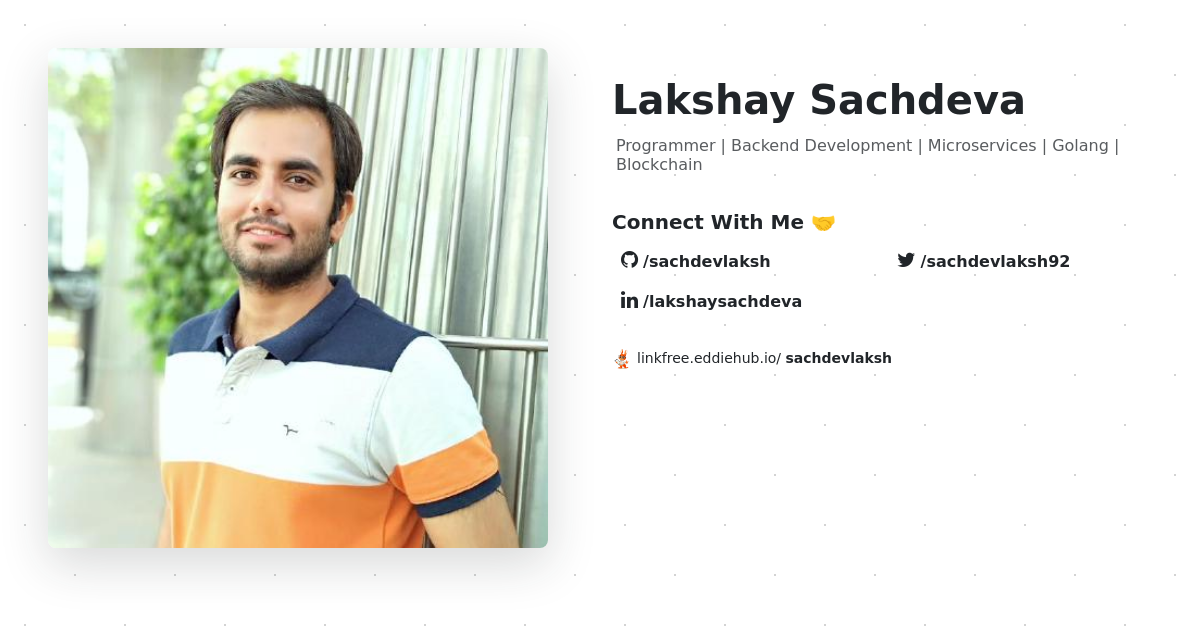 Lakshay Sachdeva
Programmer | Backend Development | Microservices | Golang |
Blockchain
Connect With Me 🤝
/sachdevlaksh
/sachdevlaksh92
/lakshaysachdeva
linkfree.eddiehub.io/ sachdevlaksh